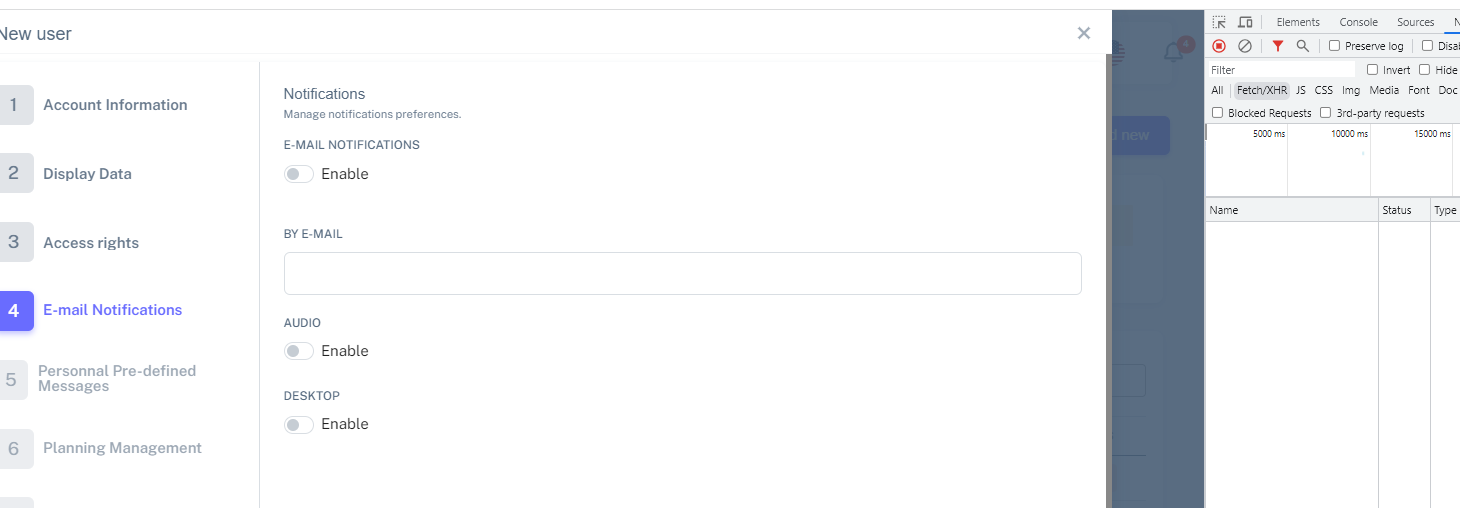 New user
1 Account Information
2 Display Data
3 Access rights
4 E-mail Notifications
5 Personnal Pre-defined
Messages
6 Planning Management
Notifications
Manage notifications preferences.
E-MAIL NOTIFICATIONS
Enable
BY E-MAIL
AUDIO
Enable
DESKTOP
Enable
4
new
Elements Console Sources N
Preserve log
Filter Invert Hide
All Fetch/XHR JS CSS Img Media Font Doc
Blocked Requests 3rd-party requests
5000 ms 10000 ms 15000 ms
Name Status Type